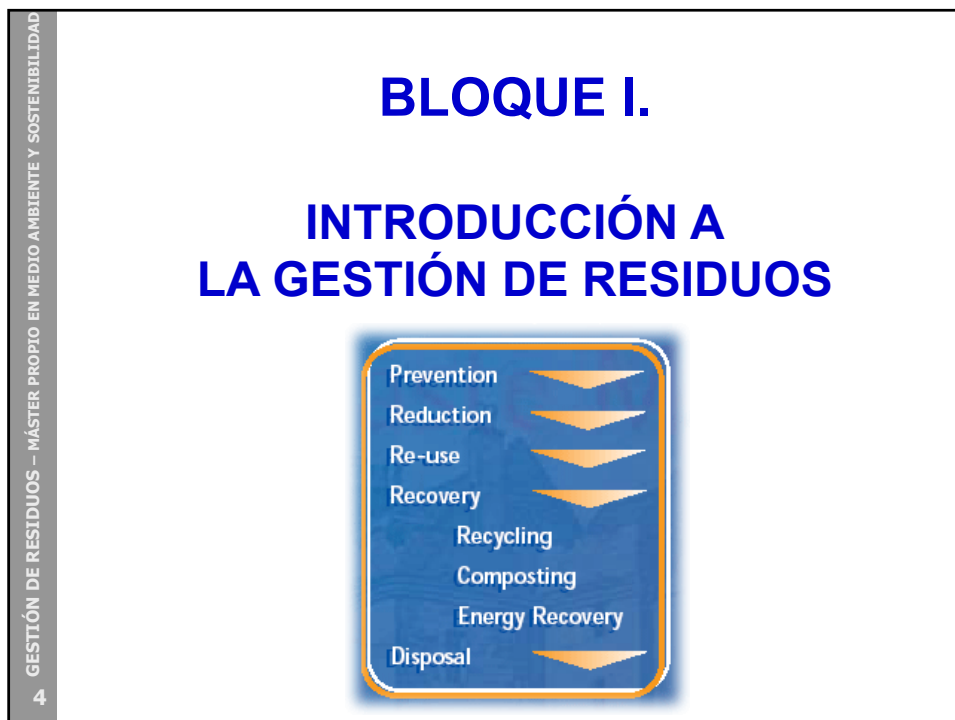 GESTIÓN DE RESIDUOS – MÁSTER PROPIO EN MEDIO AMBIENTE Y SOSTENIBILIDAD
BLOQUE I.
INTRODUCCIÓN A
LA GESTIÓN DE RESIDUOS
Prevention
Reduction
Re-use
Recovery
Recycling
Composting
Energy Recovery
Disposal
4